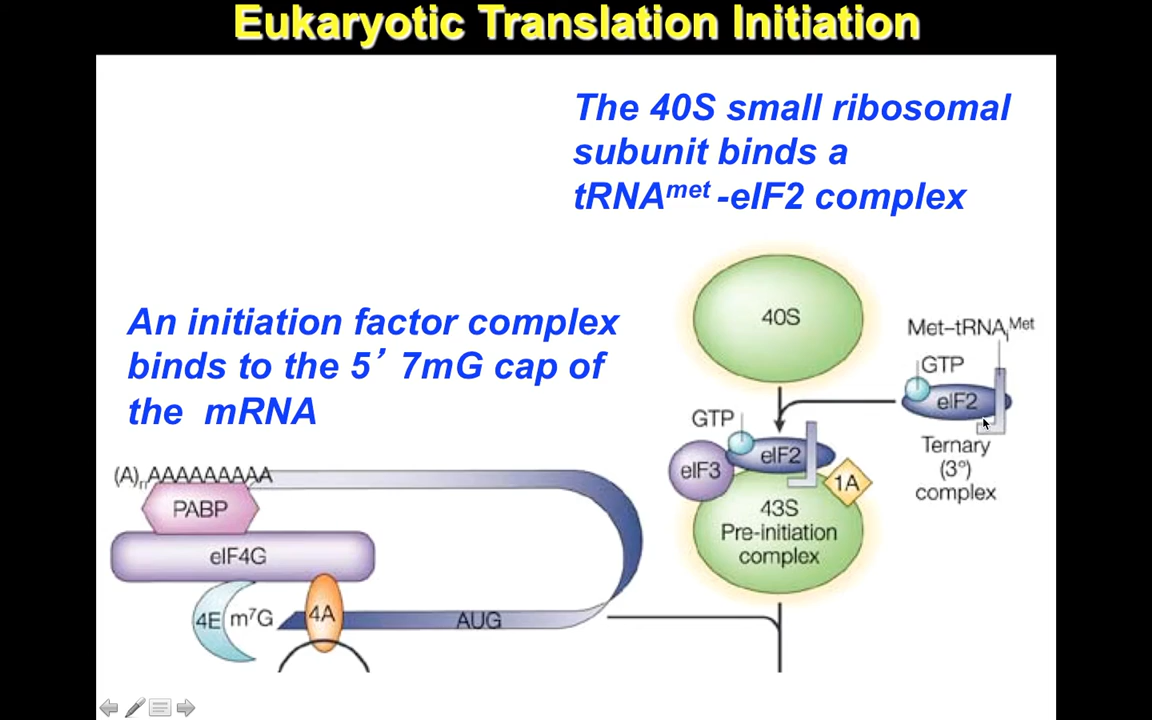 Eukaryotic Translation Initiation
The 40S small ribosomal
subunit binds a
tRNAmet -eIF2 complex
An initiation factor complex
binds to the 5’ 7mG cap of
the mRNA
40S
Met–tRNAiMet
GTP
eIF2
Ternary
(3°)
complex
GTP
eIF3
eIF2
1A
43S
Pre-initiation
complex
(A)nAAAAAAAAA
PABP
eIF4G
4E
m7G
4A
AUG